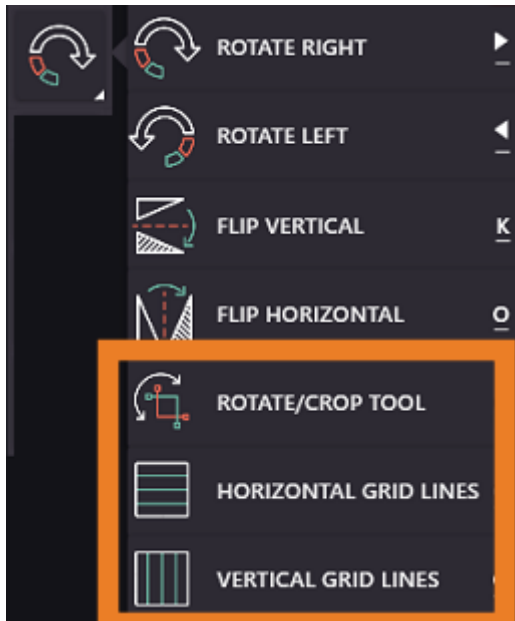 ROTATE RIGHT
ROTATE LEFT
FLIP VERTICAL K
FLIP HORIZONTAL O
ROTATE/CROP TOOL
HORIZONTAL GRID LINES
VERTICAL GRID LINES